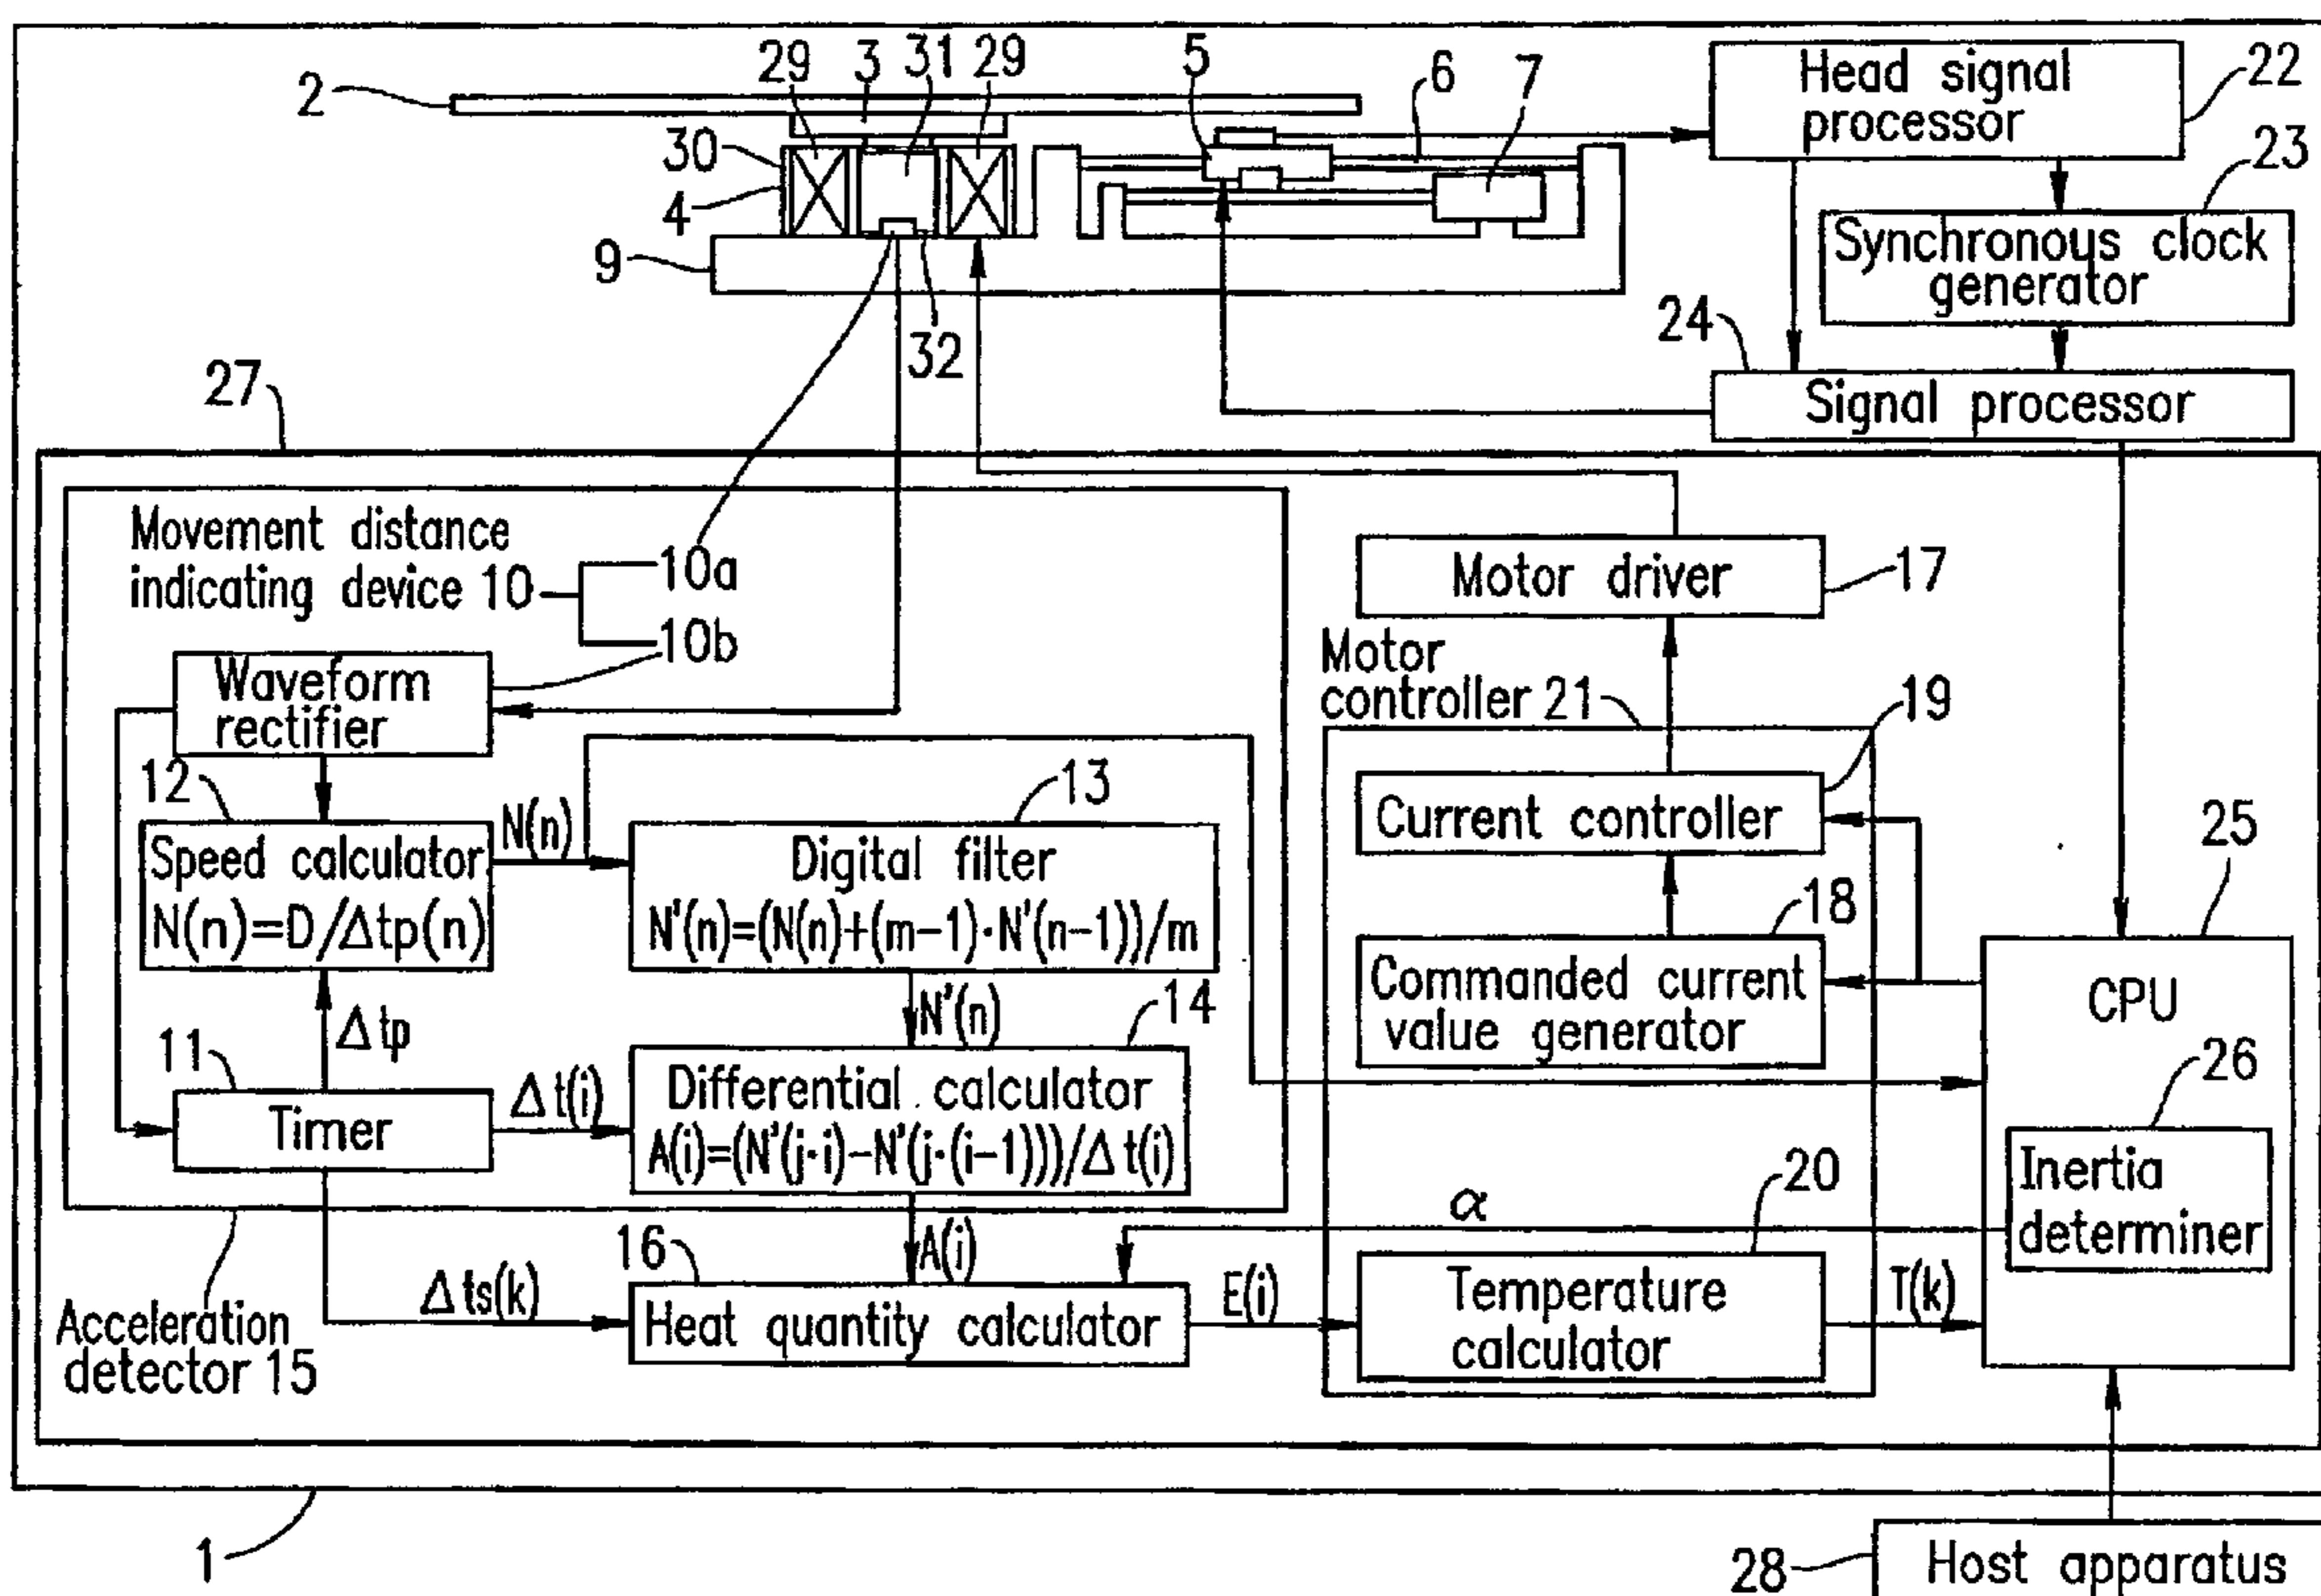 29
3
31
29
5
6
7
2
Head signal
processor
22
30
4
23
Synchronous clock
generator
9
32
24
Signal processor
27
Movement distance
indicating device 10
10a
10b
Motor driver
17
Waveform
rectifier
Motor
controller 21
19
12
N(n)
13
Speed calculator
N(n)=D/Δtp(n)
Digital filter
N'(n)=(N(n)+(m-1)·N'(n-1))/m
Current controller
25
18
Commanded current
value generator
CPU
Δtp
N'(n)
14
11
Timer
Δt(i)
Differential calculator
A(i)=(N'(j·i)-N'(j·(i-1)))/Δt(i)
26
Inertia
determiner
20
α
16
A(i)
Δts(k)
Heat quantity calculator
E(i)
Temperature
calculator
T(k)
Acceleration
detector 15
1
28
Host apparatus